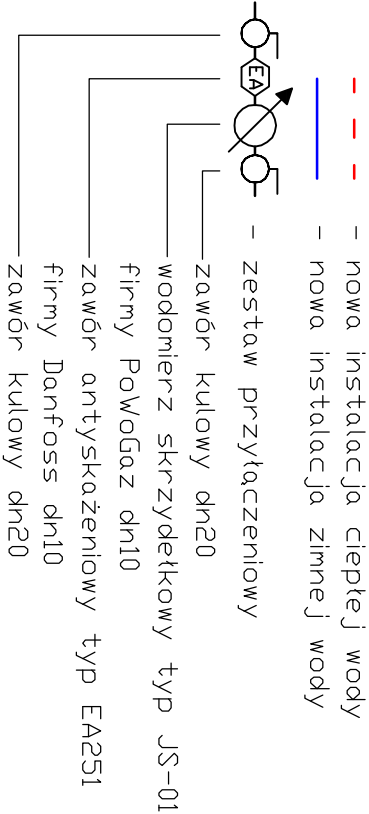 - nowa instalacja ciepłej wody
- nowa instalacja zimnej wody
EA
- zestaw przyłączeniowy
zawór kulowy dn20
wodomierz skrzydełkowy typ JS-01
firmy PoWoGaz dn10
zawór antyskażeniowy typ EA251
firmy Danfoss dn10
zawór kulowy dn20